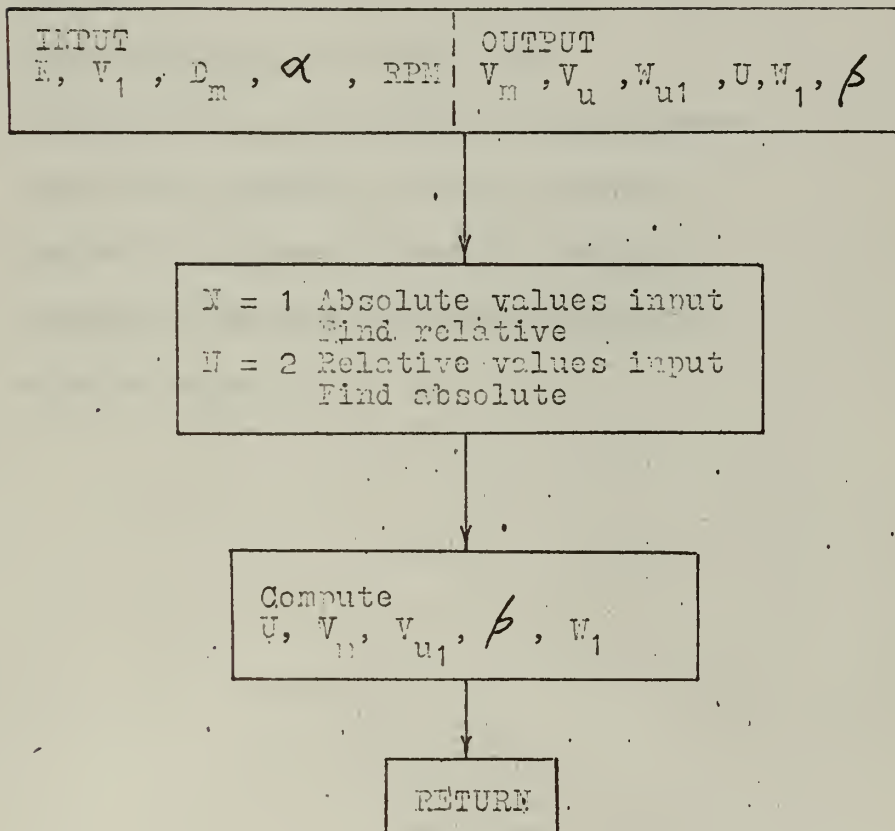 INPUT
N, V1 , Dm , α , RPM
OUTPUT
Vm ,Vu ,Wu1 ,U,W1, β
N = 1 Absolute values input
Find relative
N = 2 Relative values input
Find absolute
Compute
U, Vu, Vu1, β , W1
RETURN